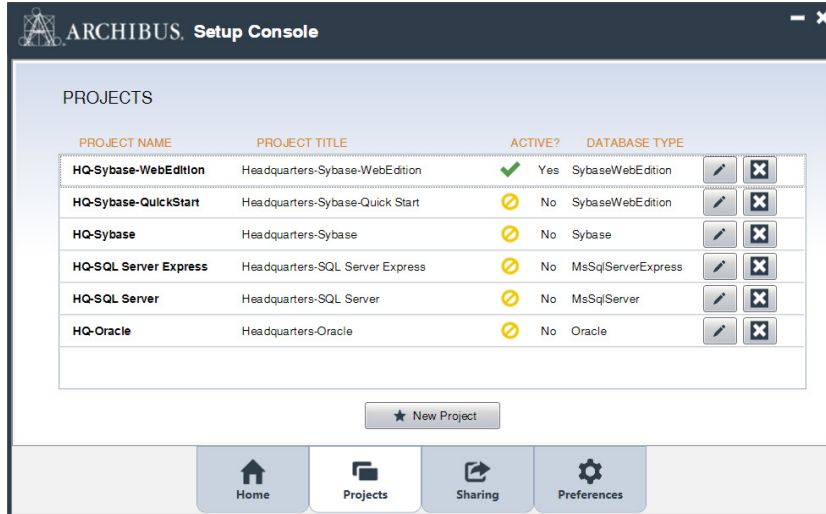 ARCHIBUS. Setup Console
PROJECTS
PROJECT NAME PROJECT TITLE ACTIVE? DATABASE TYPE
HQ-Sybase-WebEdition Headquarters-Sybase-WebEdition Yes SybaseWebEdition
HQ-Sybase-QuickStart Headquarters-Sybase-Quick Start No SybaseWebEdition
HQ-Sybase Headquarters-Sybase No Sybase
HQ-SQL Server Express Headquarters-SQL Server Express No MsSqlServerExpress
HQ-SQL Server Headquarters-SQL Server No MsSqlServer
HQ-Oracle Headquarters-Oracle No Oracle
New Project
Home Projects Sharing Preferences